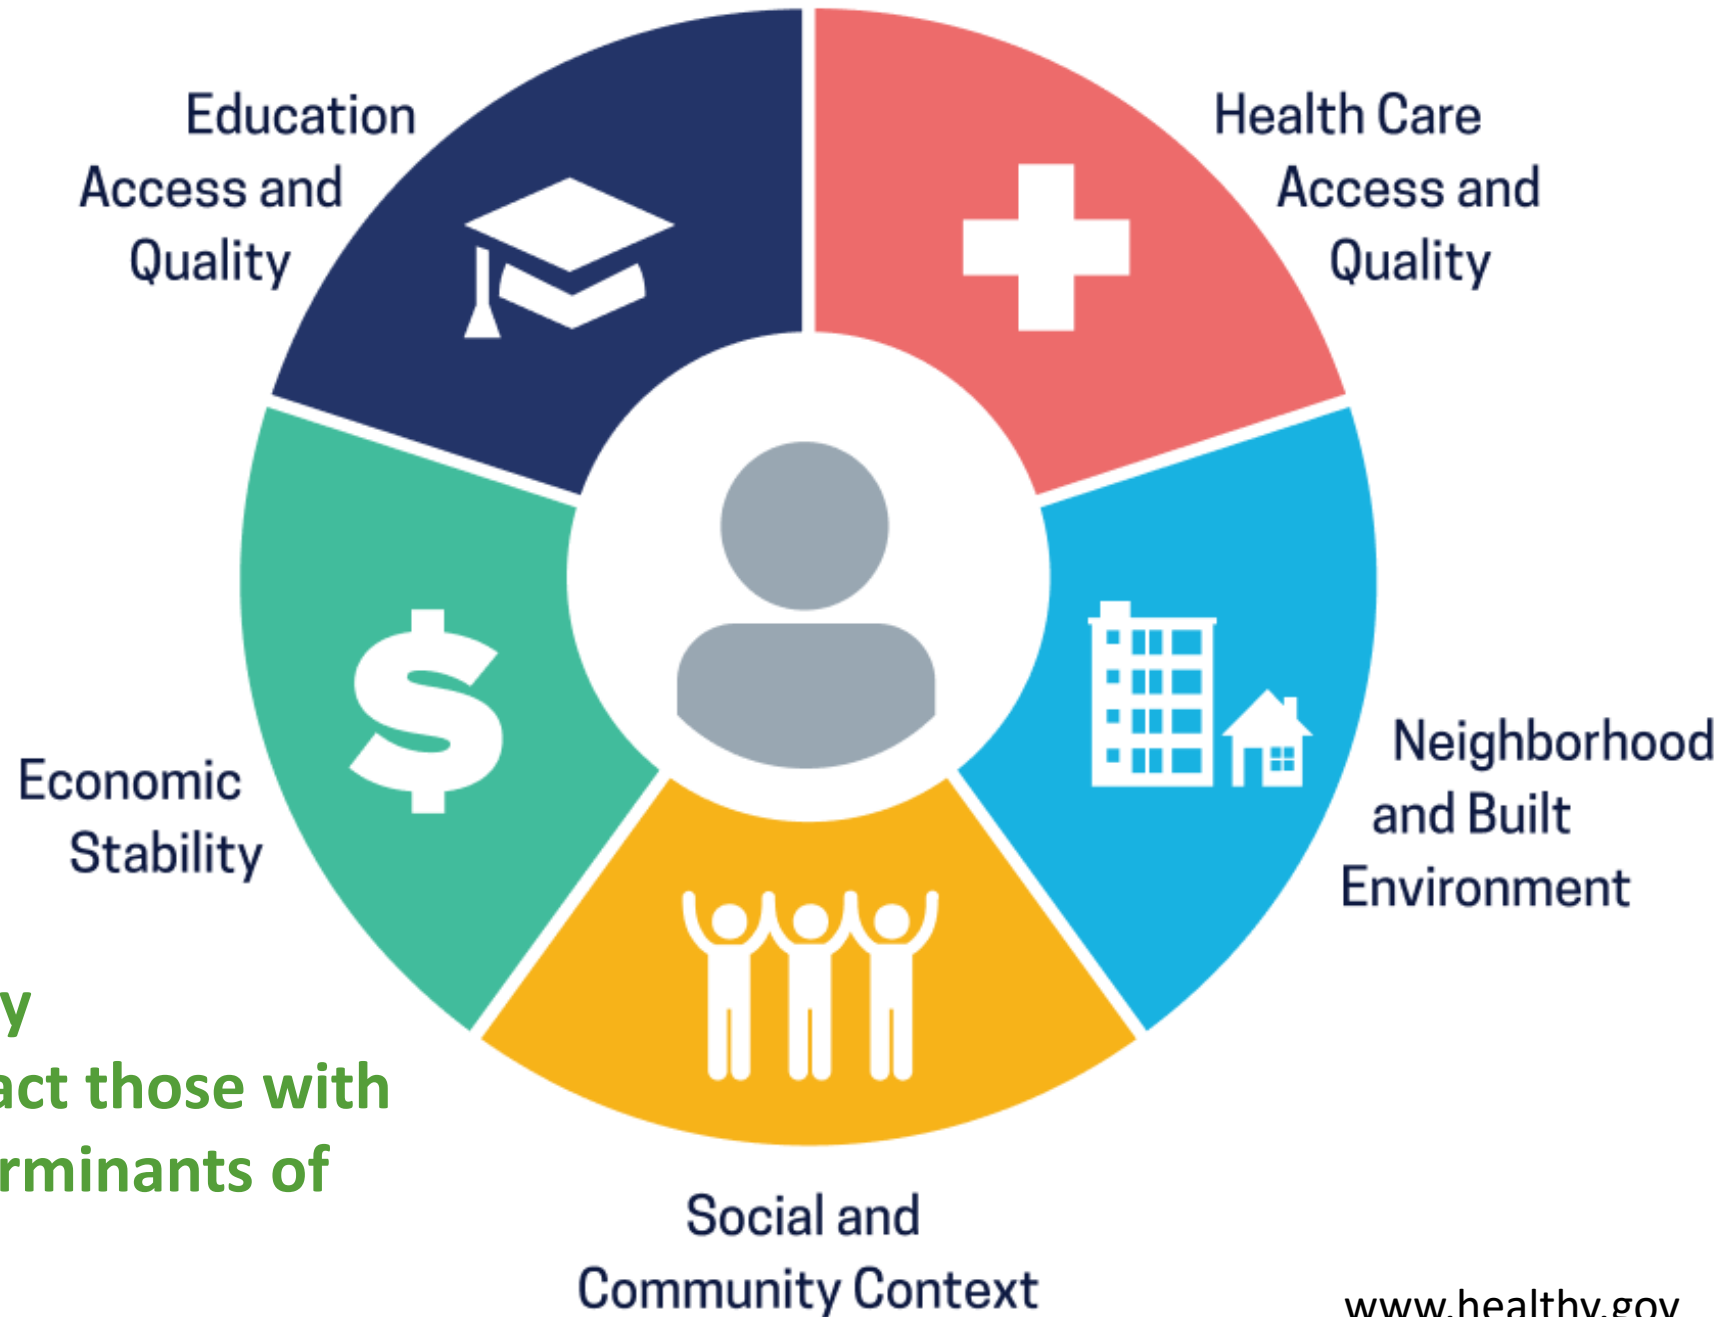 Education
Access and
Quality
Health Care
Access and
Quality
Economic
Stability
Neighborhood
and Built
Environment
y
act those with
rminants of
Social and
Community Context
www.healthy.gov